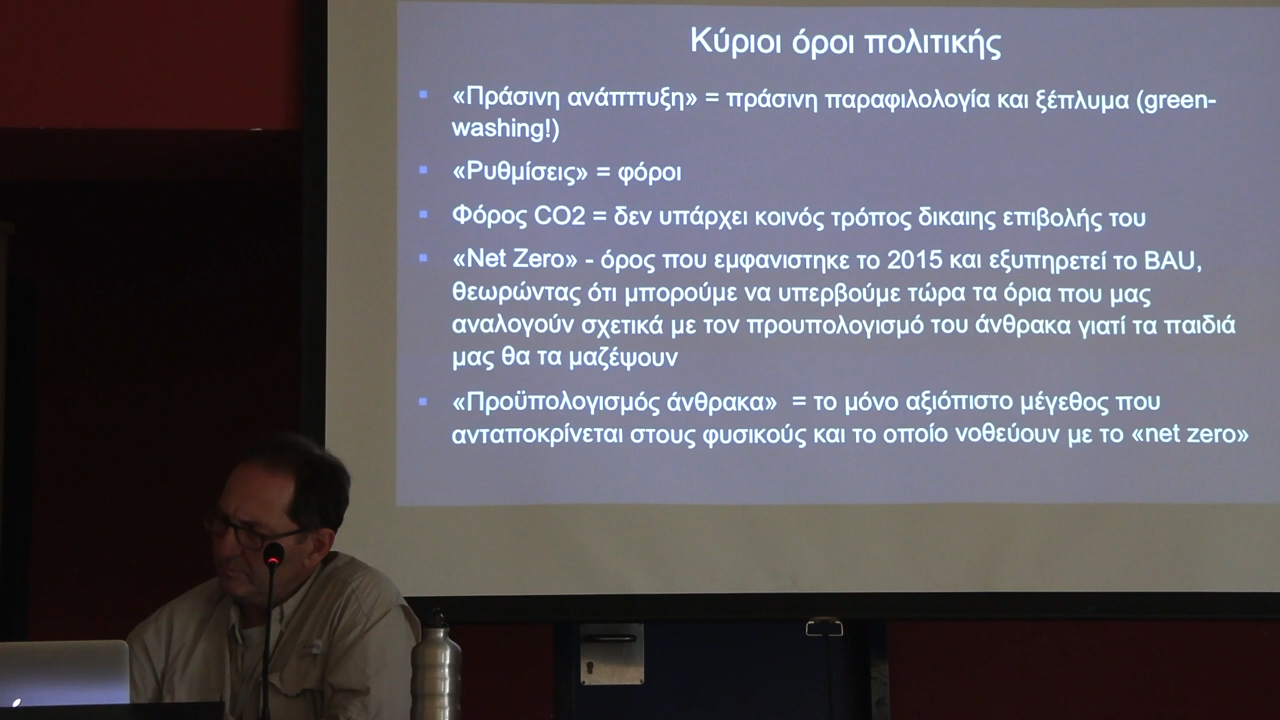 Κύριοι όροι πολιτικής
▪ «Πράσινη ανάπτυξη» = πράσινη παραφιλολογία και ξέπλυμα (green-
washing!)
▪ «Ρυθμίσεις» = φόροι
▪ Φόρος CO2 = δεν υπάρχει κοινός τρόπος δικαιης επιβολής του
▪ «Net Zero» - όρος που εμφανιστηκε το 2015 και εξυπηρετεί το BAU,
θεωρώντας ότι μπορούμε να υπερβούμε τώρα τα όρια που μας
αναλογούν σχετικά με τον προυπολογισμό του άνθρακα γιατί τα παιδιά
μας θα τα μαζέψουν
▪ «Προϋπολογισμός άνθρακα» = το μόνο αξιόπιστο μέγεθος που
ανταποκρίνεται στους φυσικούς και το οποίο νοθεύουν με το «net zero»